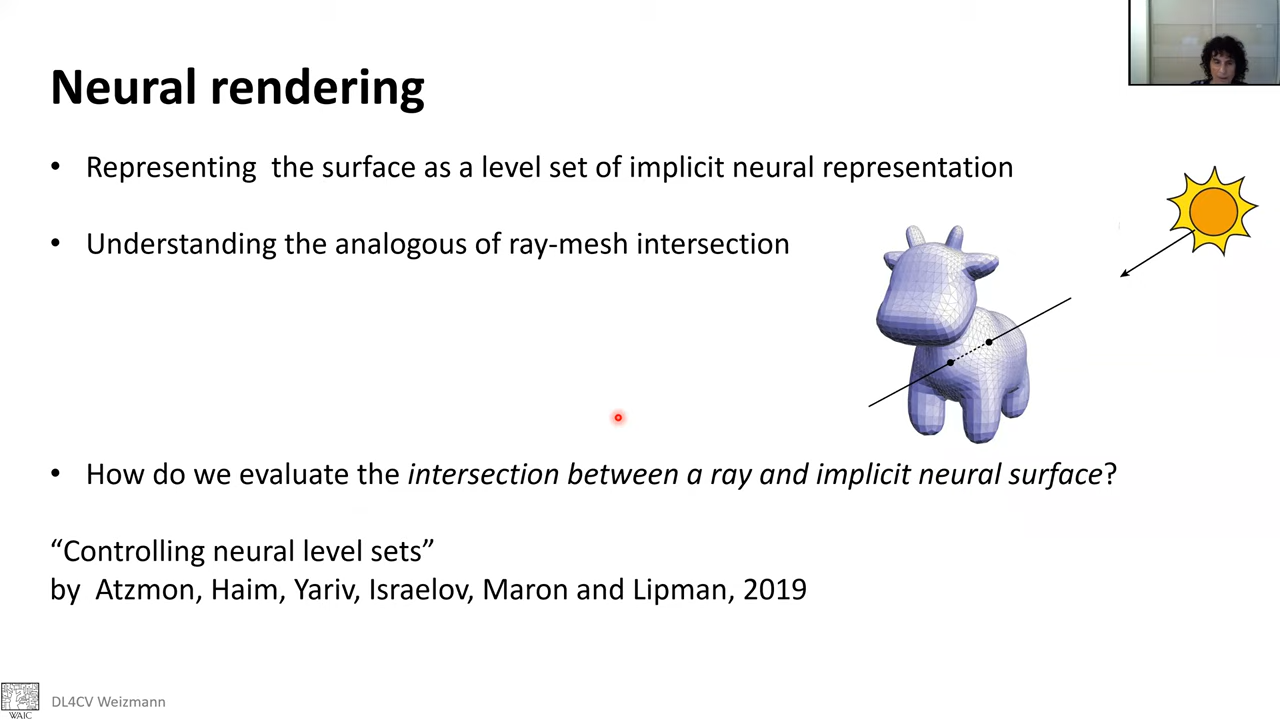 Neural rendering
• Representing the surface as a level set of implicit neural representation
• Understanding the analogous of ray-mesh intersection
• How do we evaluate the intersection between a ray and implicit neural surface?
“Controlling neural level sets”
by Atzmon, Haim, Yariv, Israelov, Maron and Lipman, 2019
WAIC
DL4CV Weizmann